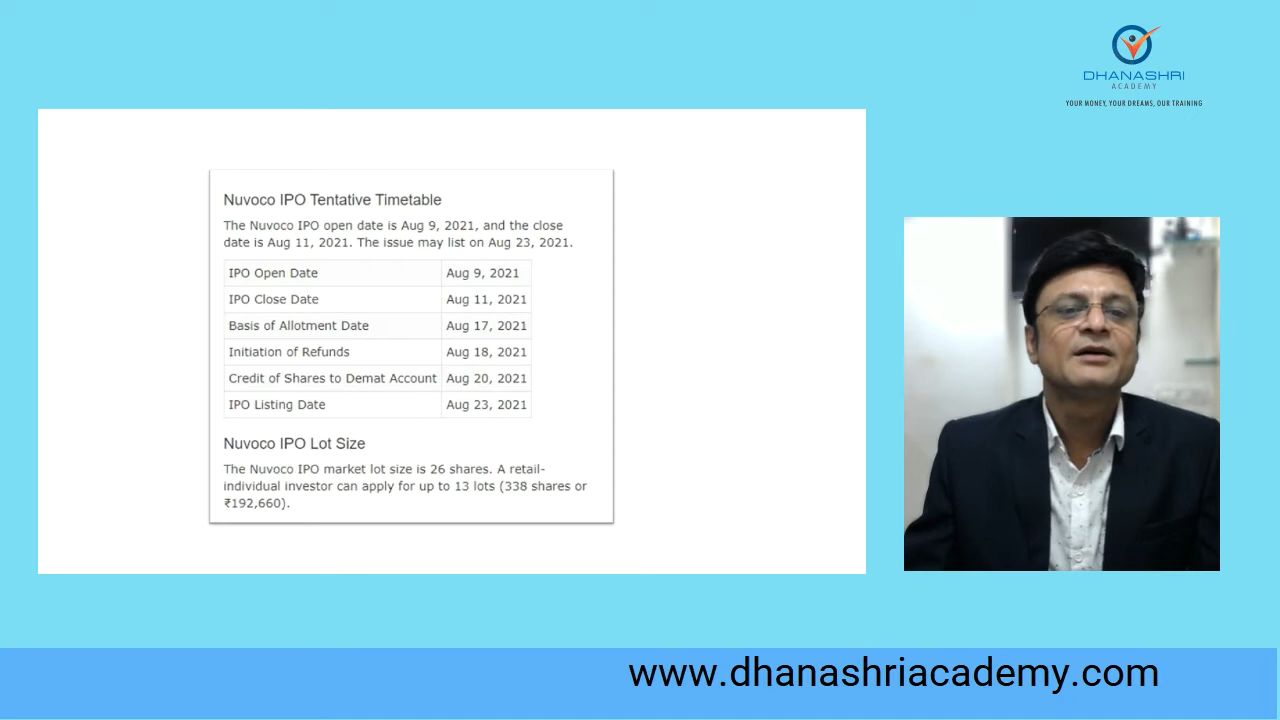 DHANASHRI
ACADEMY
YOUR MONEY, YOUR DREAMS, OUR TRAINING
Nuvoco IPO Tentative Timetable
The Nuvoco IPO open date is Aug 9, 2021, and the close
date is Aug 11, 2021. The issue may list on Aug 23, 2021.
IPO Open Date Aug 9, 2021
IPO Close Date Aug 11, 2021
Basis of Allotment Date Aug 17, 2021
Initiation of Refunds Aug 18, 2021
Credit of Shares to Demat Account Aug 20, 2021
IPO Listing Date Aug 23, 2021
Nuvoco IPO Lot Size
The Nuvoco IPO market lot size is 26 shares. A retail-
individual investor can apply for up to 13 lots (338 shares or
₹192,660).
www.dhanashriacademy.com